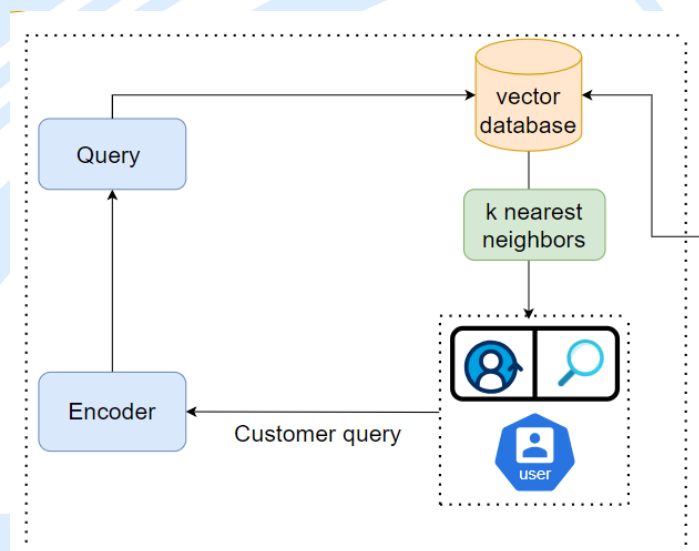 vector
database
Query
k nearest
neighbors
Encoder
Customer query
user